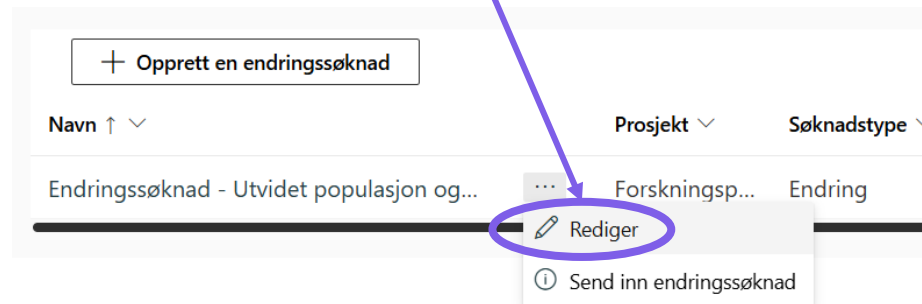 Opprett en endringssøknad
Navn Prosjekt Søknadstype
Endringssøknad - Utvidet populasjon og... ... Forskningsp... Endring
Rediger
Send inn endringssøknad